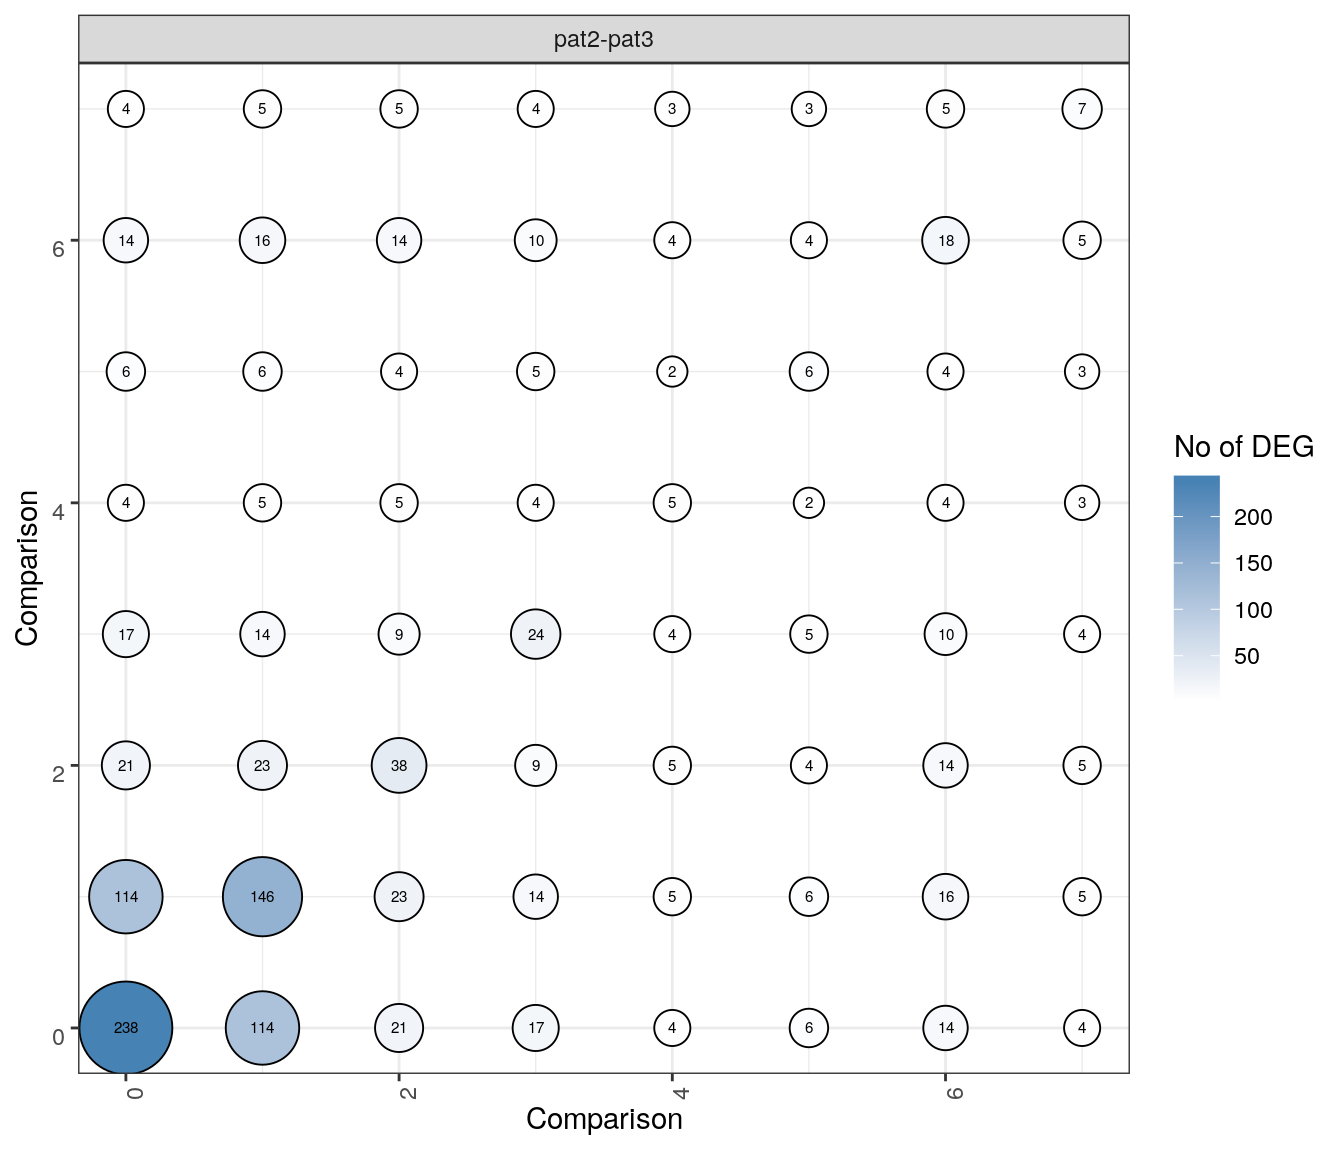 pat2-pat3
4 5 5 4 3 3 5 7
6 14 16 14 10 4 4 18 5
6 6 4 5 2 6 4 3
4 4 5 5 4 5 2 4 3
17 14 9 24 4 5 10 4
2 21 23 38 9 5 4 14 5
114 146 23 14 5 6 16 5
0 238 114 21 17 4 6 14 4
0 2 4 6
Comparison
Comparison
No of DEG
200
150
100
50